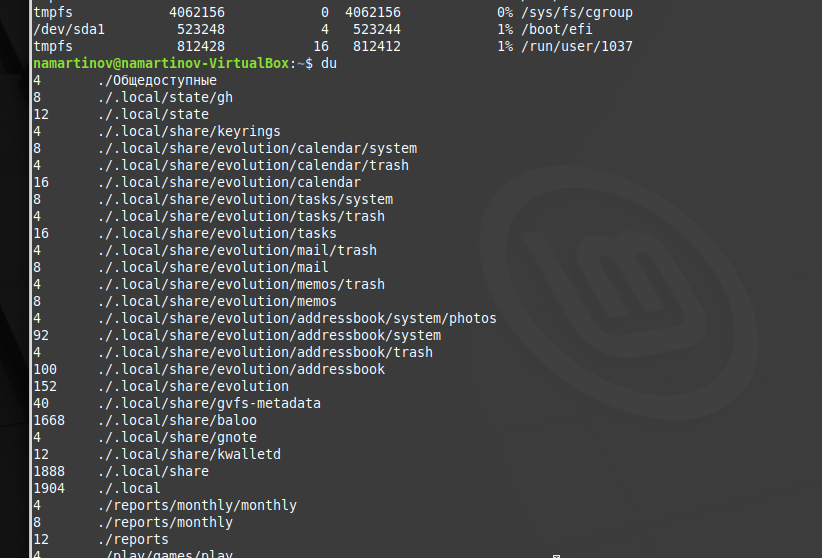 tmpfs 4062156 0 4062156 0% /sys/fs/cgroup
/dev/sda1 523248 4 523244 1% /boot/efi
tmpfs 812428 16 812412 1% /run/user/1037
namartinov@namartinov-VirtualBox:~$ du
4 ./Общедоступные
8 ./.local/state/gh
12 ./.local/state
4 ./.local/share/keyrings
8 ./.local/share/evolution/calendar/system
4 ./.local/share/evolution/calendar/trash
16 ./.local/share/evolution/calendar
8 ./.local/share/evolution/tasks/system
4 ./.local/share/evolution/tasks/trash
16 ./.local/share/evolution/tasks
4 ./.local/share/evolution/mail/trash
8 ./.local/share/evolution/mail
4 ./.local/share/evolution/memos/trash
8 ./.local/share/evolution/memos
4 ./.local/share/evolution/addressbook/system/photos
92 ./.local/share/evolution/addressbook/system
4 ./.local/share/evolution/addressbook/trash
100 ./.local/share/evolution/addressbook
152 ./.local/share/evolution
40 ./.local/share/gvfs-metadata
1668 ./.local/share/baloo
4 ./.local/share/gnote
12 ./.local/share/kwalletd
1888 ./.local/share
1904 ./.local
4 ./reports/monthly/monthly
8 ./reports/monthly
12 ./reports
4 ./play/games/play